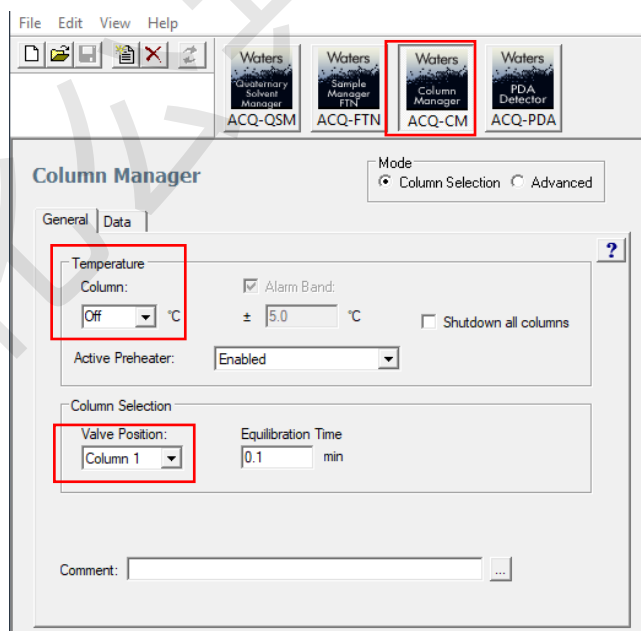 File Edit View Help
Waters Quaternary Solvent Manager ACQ-QSM
Waters Sample Manager FTN ACQ-FTN
Waters Column Manager ACQ-CM
Waters PDA Detector ACQ-PDA
Column Manager
Mode
Column Selection Advanced
General Data
?
Temperature
Column: Alarm Band:
Off °C ± 5.0 °C Shutdown all columns
Active Preheater: Enabled
Column Selection
Valve Position: Equilibration Time
Column 1 0.1 min
Comment: ...